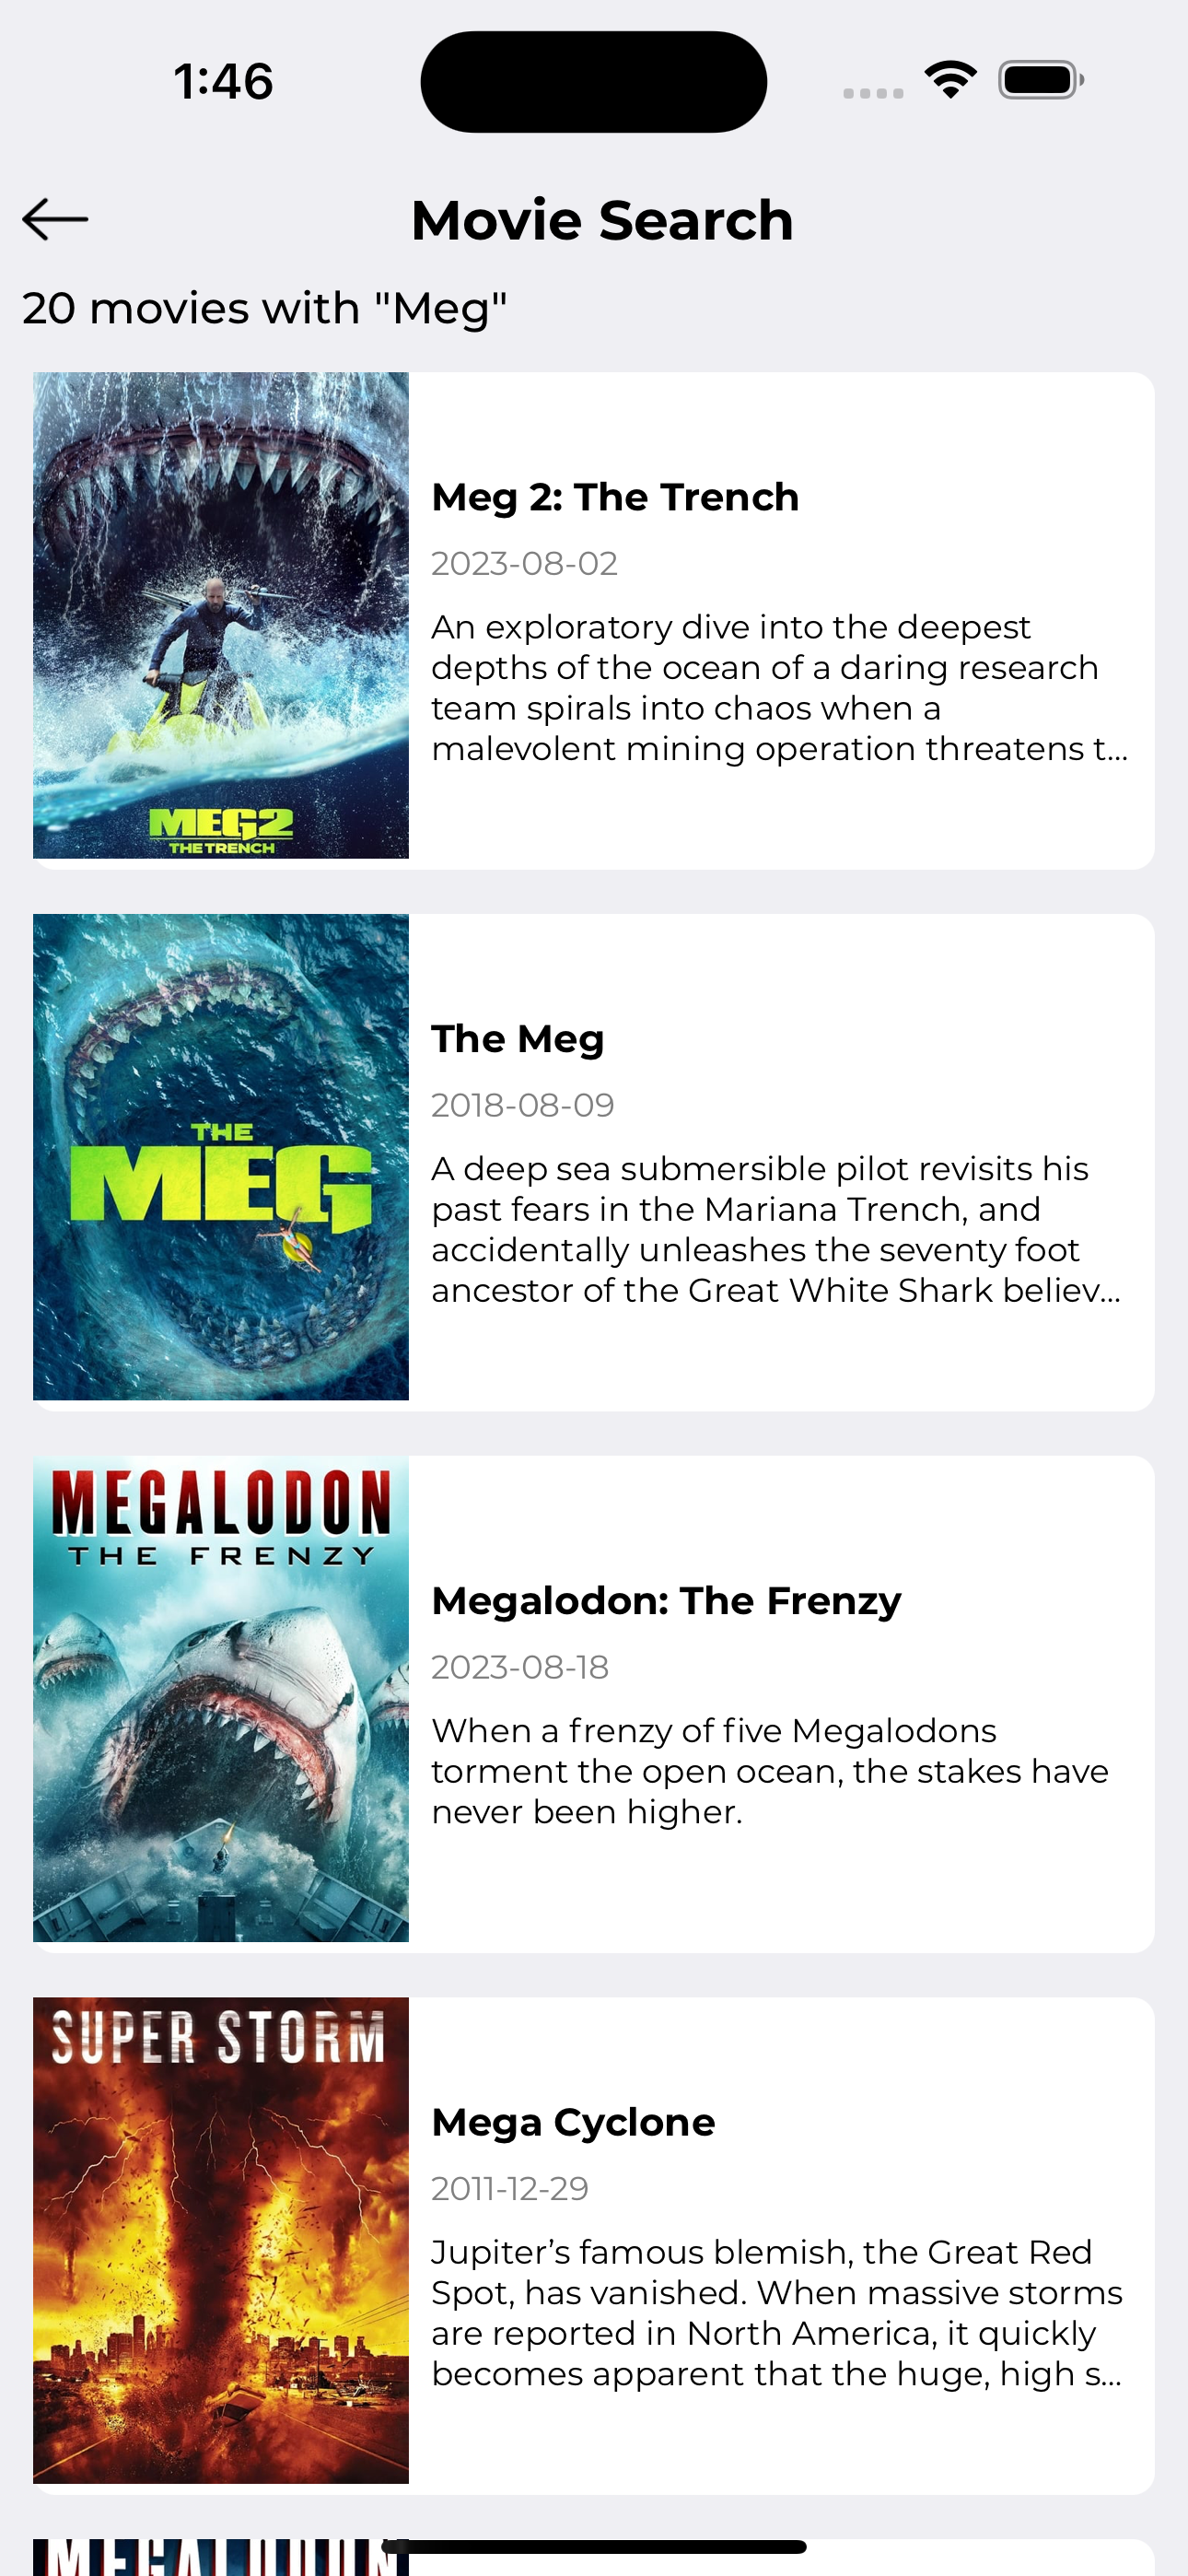 1:46
Movie Search
20 movies with "Meg"
MEG2
THE TRENCH
Meg 2: The Trench
2023-08-02
An exploratory dive into the deepest
depths of the ocean of a daring research
team spirals into chaos when a
malevolent mining operation threatens t...
THE
MEG
The Meg
2018-08-09
A deep sea submersible pilot revisits his
past fears in the Mariana Trench, and
accidentally unleashes the seventy foot
ancestor of the Great White Shark believ...
MEGALODON
THE FRENZY
Megalodon: The Frenzy
2023-08-18
When a frenzy of five Megalodons
torment the open ocean, the stakes have
never been higher.
SUPER STORM
Mega Cyclone
2011-12-29
Jupiter’s famous blemish, the Great Red
Spot, has vanished. When massive storms
are reported in North America, it quickly
becomes apparent that the huge, high s...
MEGALODON